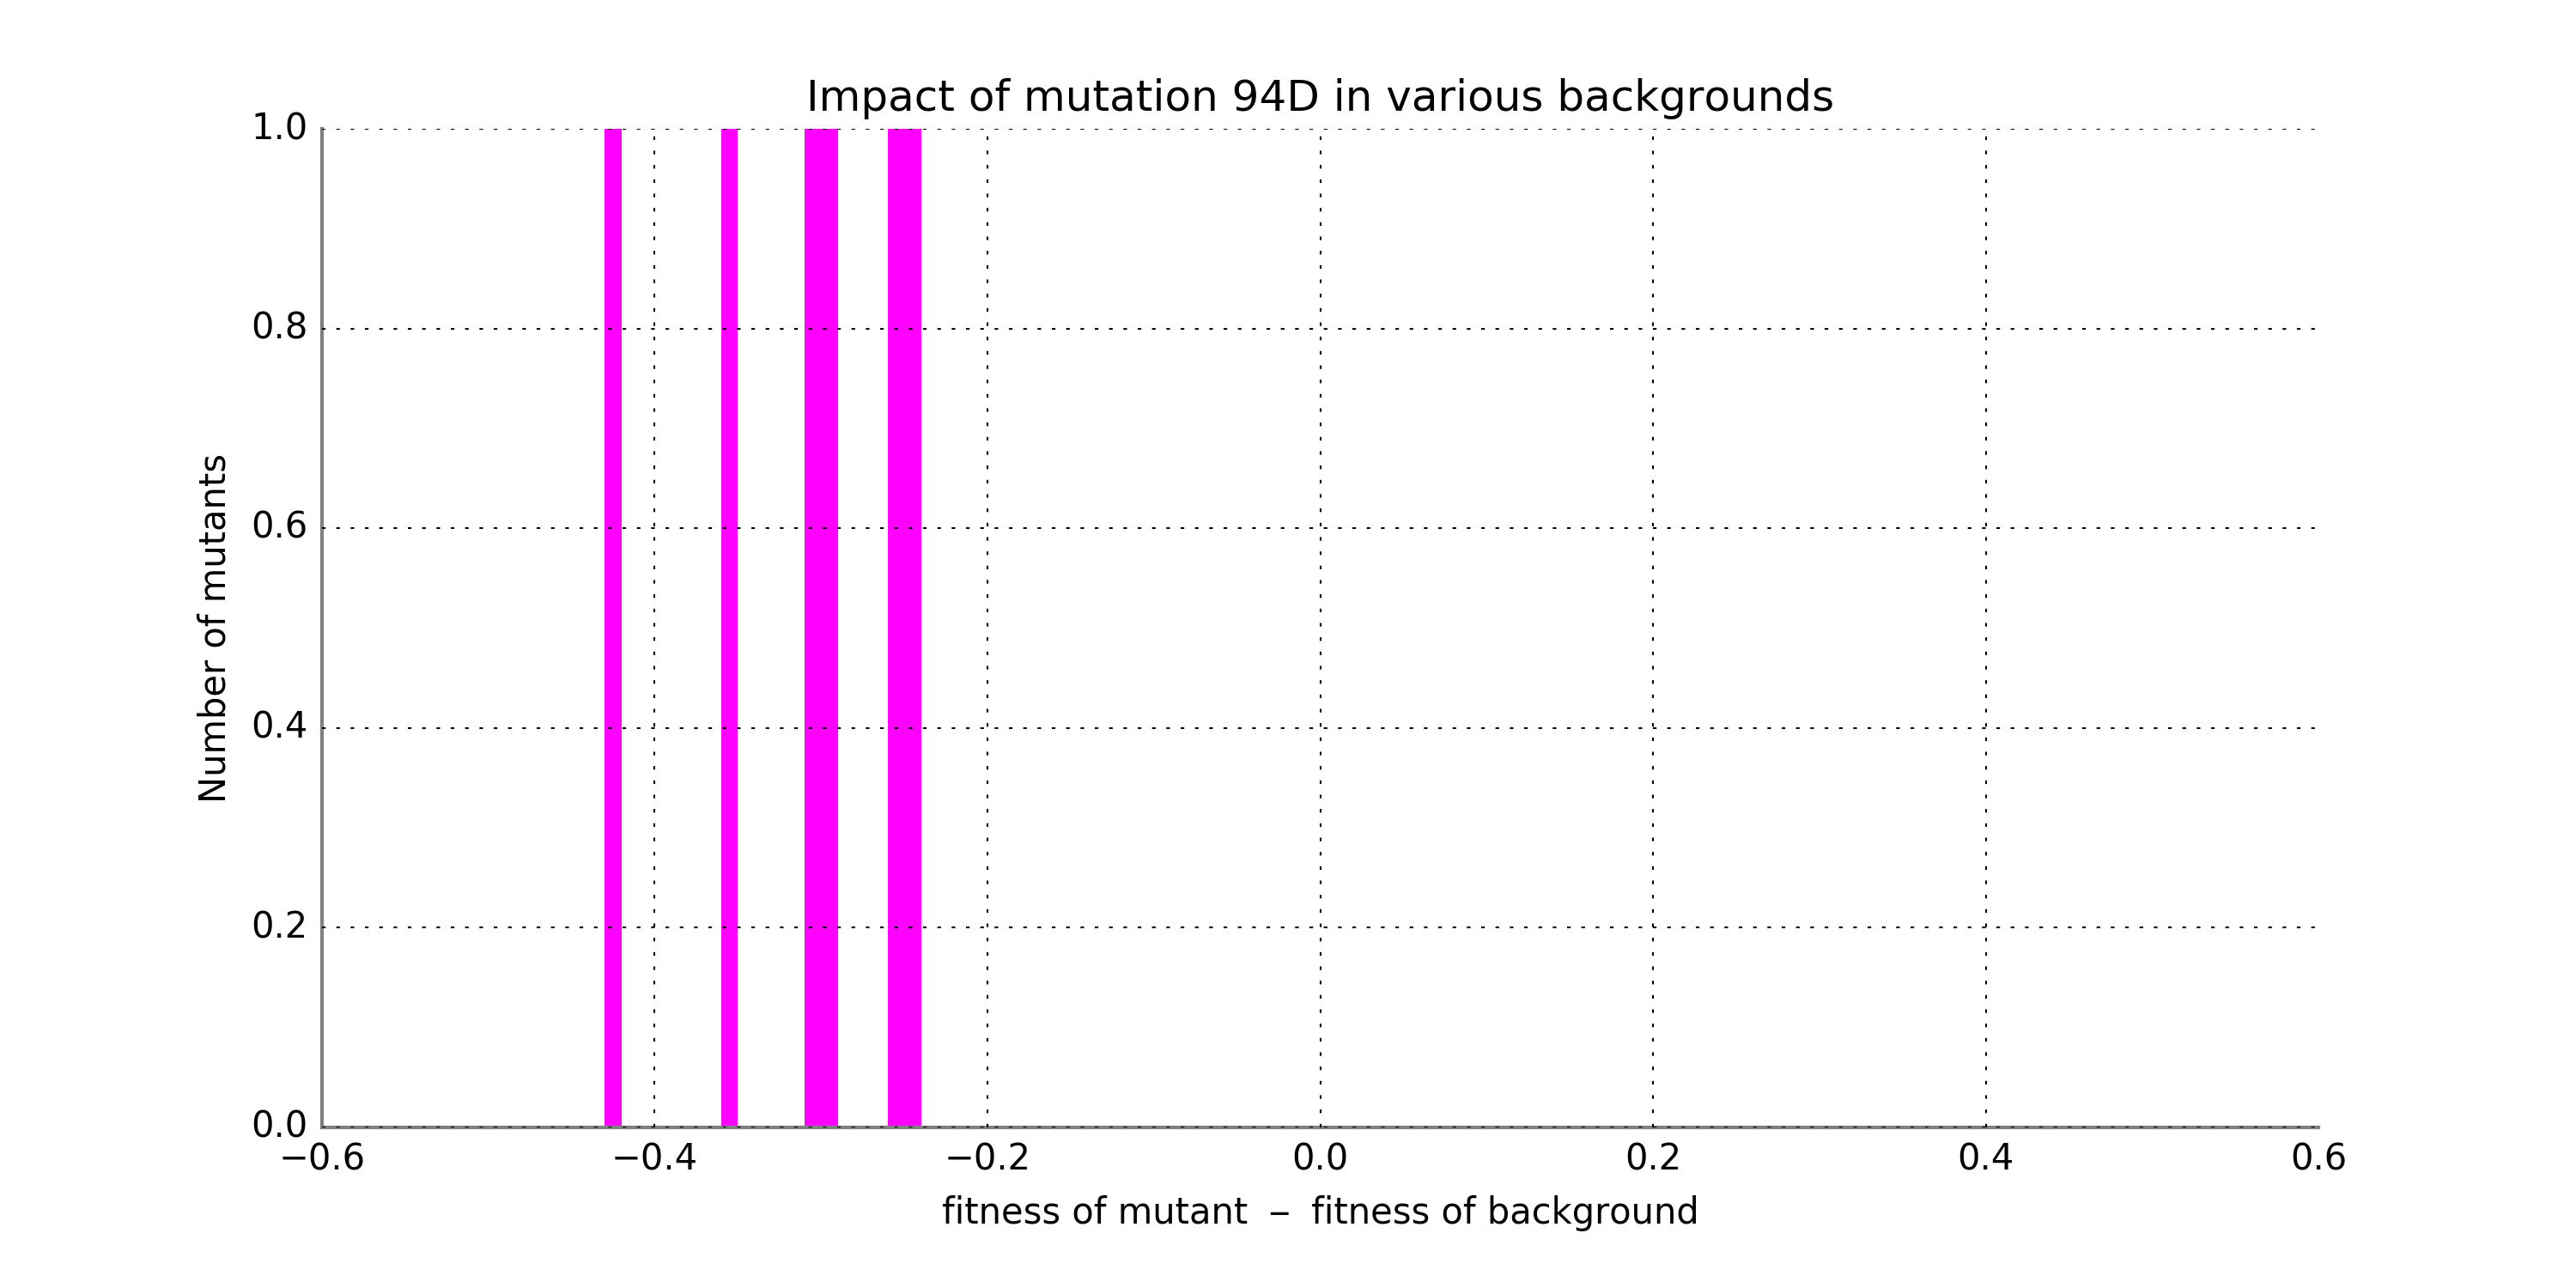 Impact of mutation 94D in various backgrounds
1.0
0.8
0.6
0.4
0.2
0.0
Number of mutants
−0.6 −0.4 −0.2 0.0 0.2 0.4 0.6
fitness of mutant − fitness of background